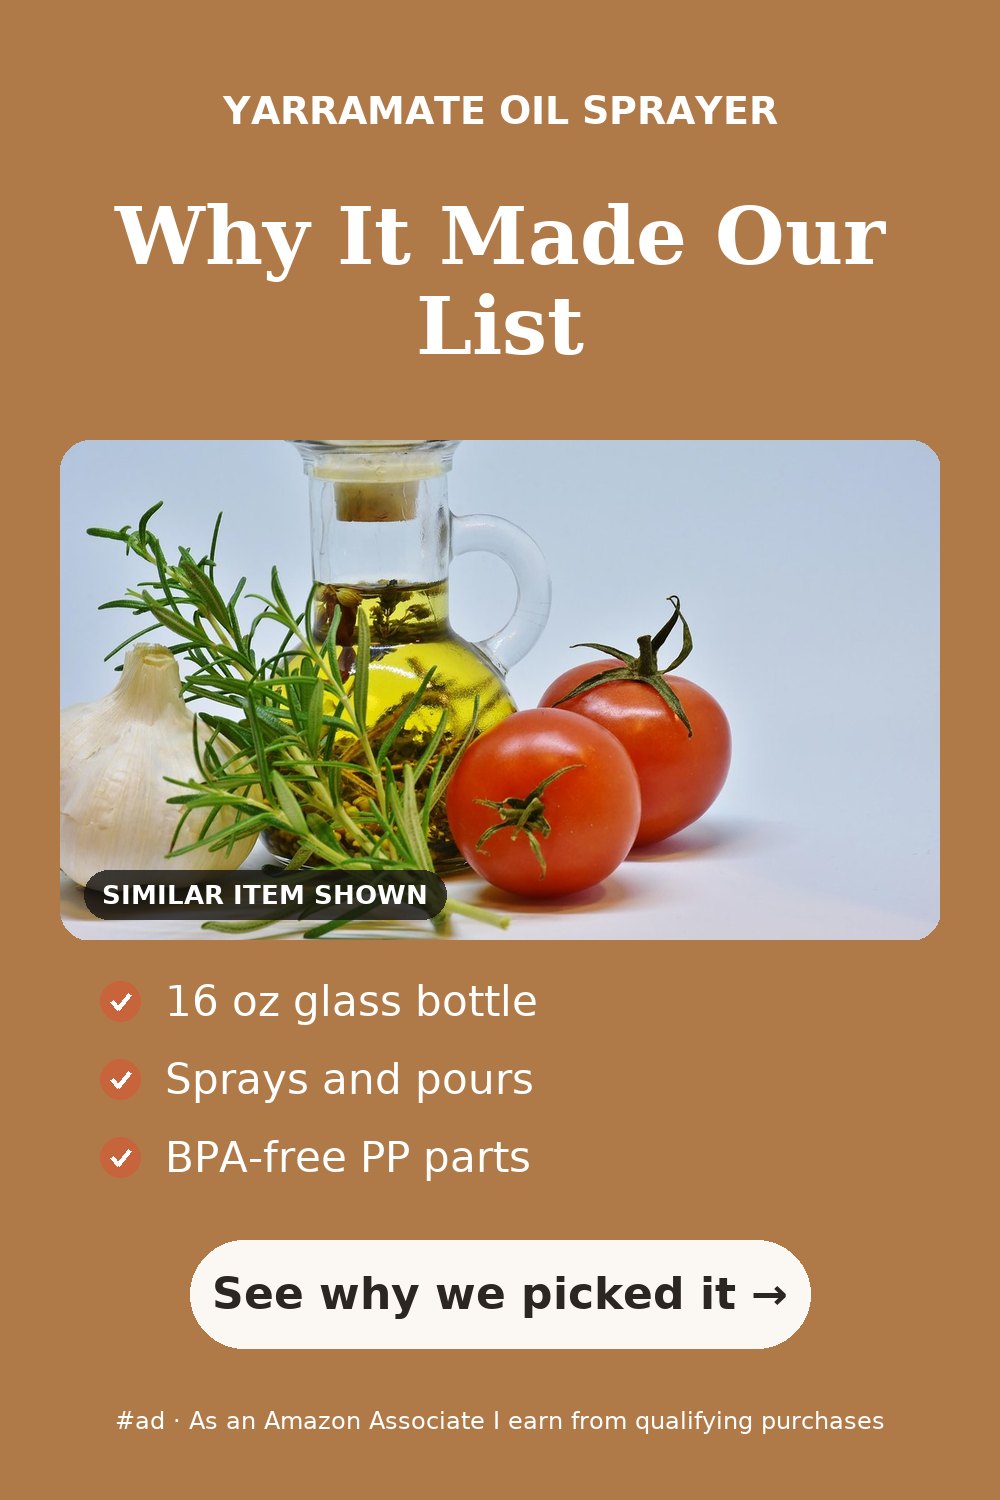 YARRAMATE OIL SPRAYER
Why It Made Our
List
SIMILAR ITEM SHOWN
16 oz glass bottle
Sprays and pours
BPA-free PP parts
See why we picked it →
#ad · As an Amazon Associate I earn from qualifying purchases